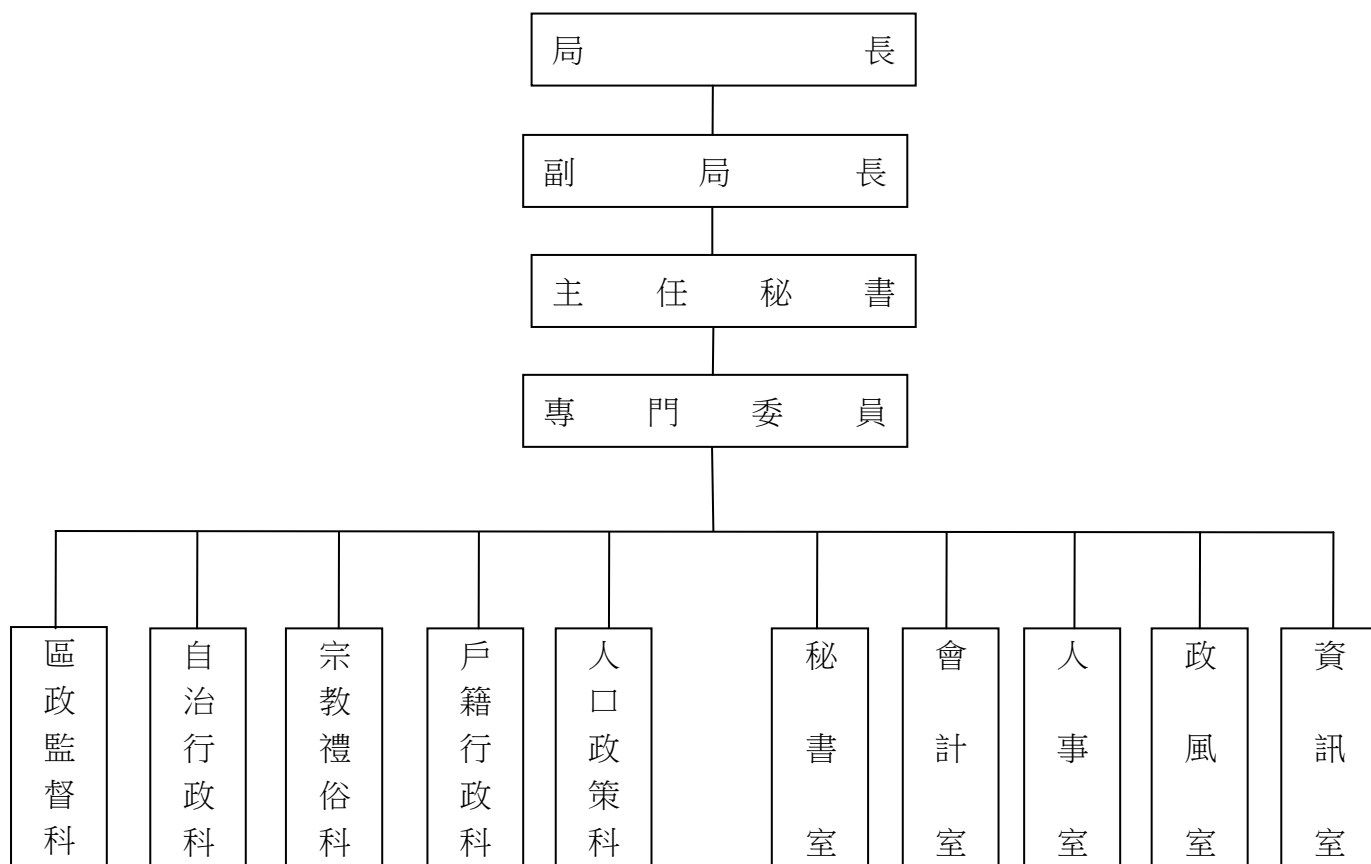 局長
副局長
主任秘書
專門委員
區政監督科
自治行政科
宗教禮俗科
戶籍行政科
人口政策科
秘書室
會計室
人事室
政風室
資訊室